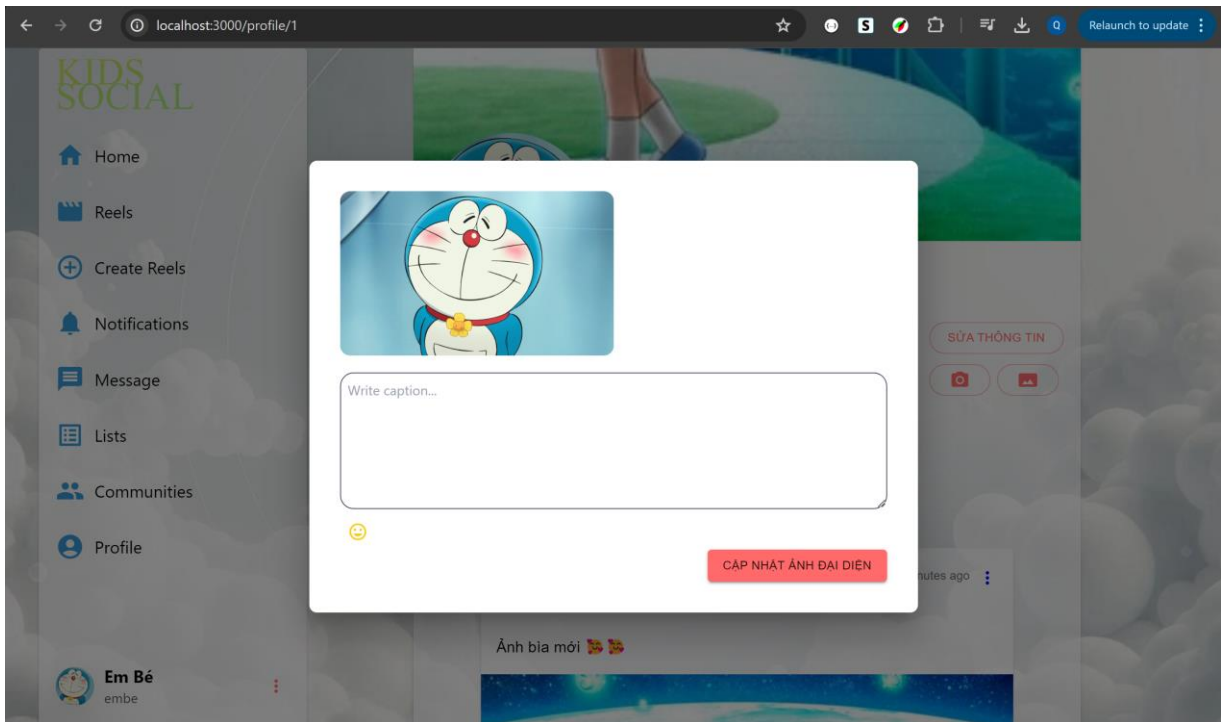 localhost:3000/profile/1
Relaunch to update
KIDS
SOCIAL
Home
Reels
Create Reels
Notifications
Message
Lists
Communities
Profile
Em Bé
embe
Write caption...
CẬP NHẬT ẢNH ĐẠI DIỆN
SỬA THÔNG TIN
nutes ago
Ảnh bìa mới 🥰 🥰
S
Q